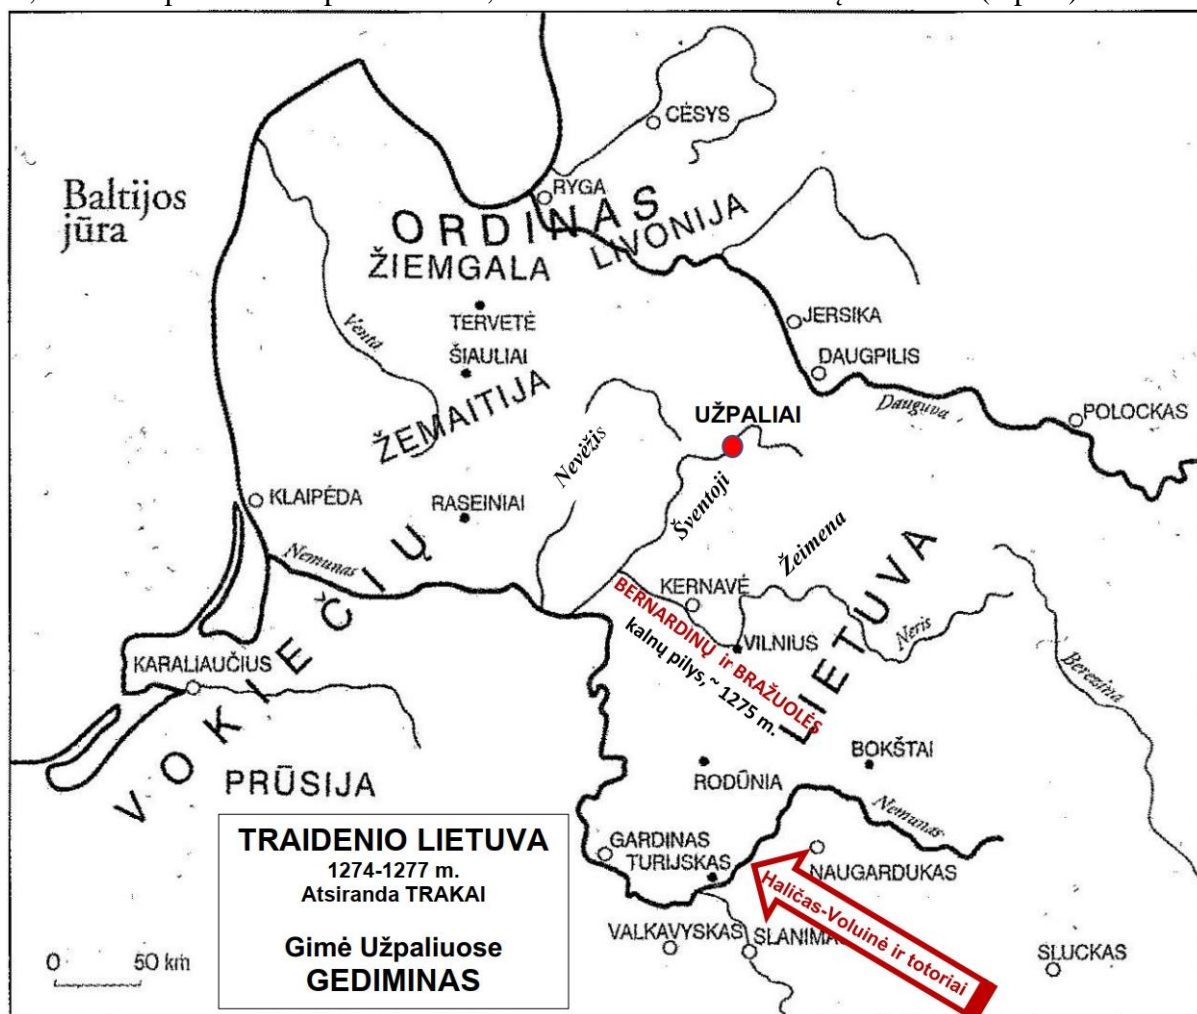 CĖSYS
RYGA
Baltijos
jūra
ORDINAS
LIVONIJA
ŽIEMGALA
TERVETĖ
JERSIKA
Venta
ŠIAULIAI
DAUGPILIS
ŽEMAITIJA
Dauguva
POLOCKAS
UŽPALIAI
Nevėžis
KLAIPĖDA
RASEINIAI
Šventoji
Žeimena
Nemunas
KERNAVĖ
BERNARDINŲ ir BRAŽUOLĖS
kalnų pilys, ~ 1275 m.
VILNIUS
LIETUVA
Neris
Berezina
KARALIAUČIUS
VOKIEČIŲ
PRŪSIJA
BOKŠTAI
RODŪNIA
Nemunas
TRAIDENIO LIETUVA
1274-1277 m.
Atsiranda TRAKAI
Gimė Užpaliuose
GEDIMINAS
GARDINAS
TURIJSKAS
NAUGARDUKAS
Haličas-Voluinė ir totoriai
VALKAVYSKAS
SLANIMAS
SLUCKAS
0 50 km